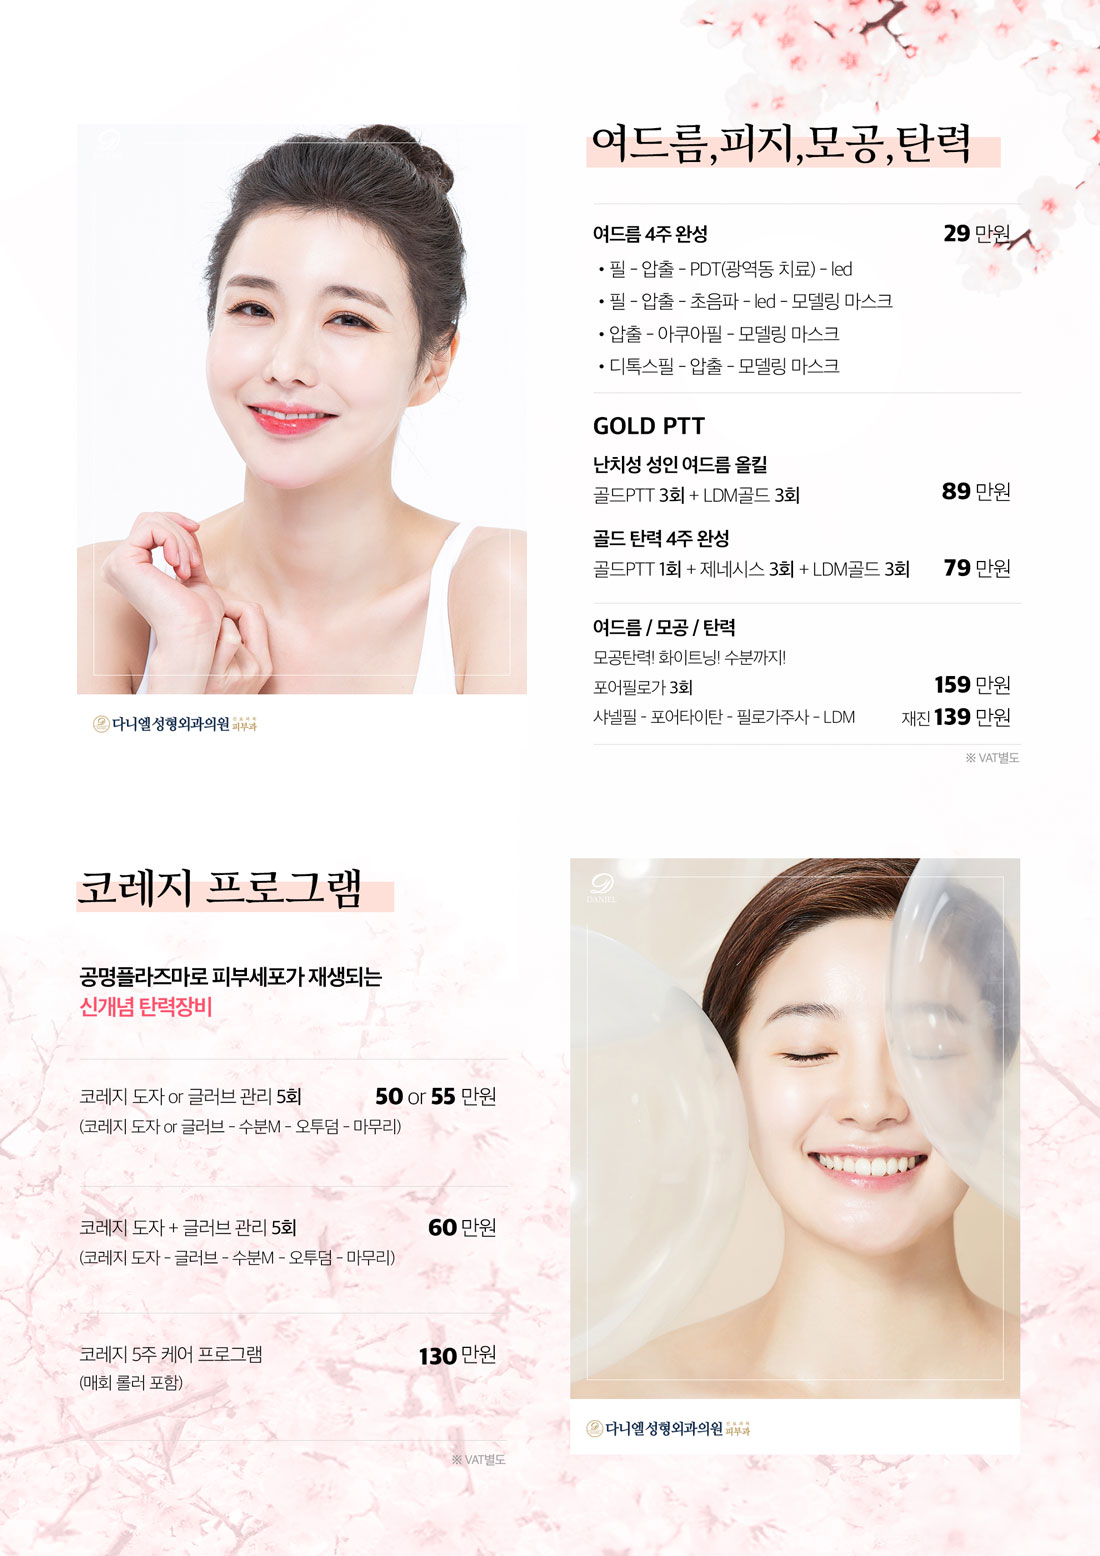 여드름,피지,모공,탄력
여드름 4주 완성 29 만원
• 필 - 압출 - PDT(광역동 치료) - led
• 필 - 압출 - 초음파 - led - 모델링 마스크
• 압출 - 아쿠아필 - 모델링 마스크
• 디톡스필 - 압출 - 모델링 마스크
GOLD PTT
난치성 성인 여드름 올킬
골드PTT 3회 + LDM골드 3회 89 만원
골드 탄력 4주 완성
골드PTT 1회 + 제네시스 3회 + LDM골드 3회 79 만원
여드름 / 모공 / 탄력
모공탄력! 화이트닝! 수분까지!
포어필로가 3회 159 만원
샤넬필 - 포어타이탄 - 필로가주사 - LDM 재진 139 만원
※ VAT별도
다니엘성형외과의원 진료과목 피부과
코레지 프로그램
공명플라즈마로 피부세포가 재생되는
신개념 탄력장비
코레지 도자 or 글러브 관리 5회 50 or 55 만원
(코레지 도자 or 글러브 - 수분M - 오투덤 - 마무리)
코레지 도자 + 글러브 관리 5회 60 만원
(코레지 도자 - 글러브 - 수분M - 오투덤 - 마무리)
코레지 5주 케어 프로그램 130 만원
(매회 롤러 포함)
※ VAT별도
DANIEL
다니엘성형외과의원 진료과목 피부과